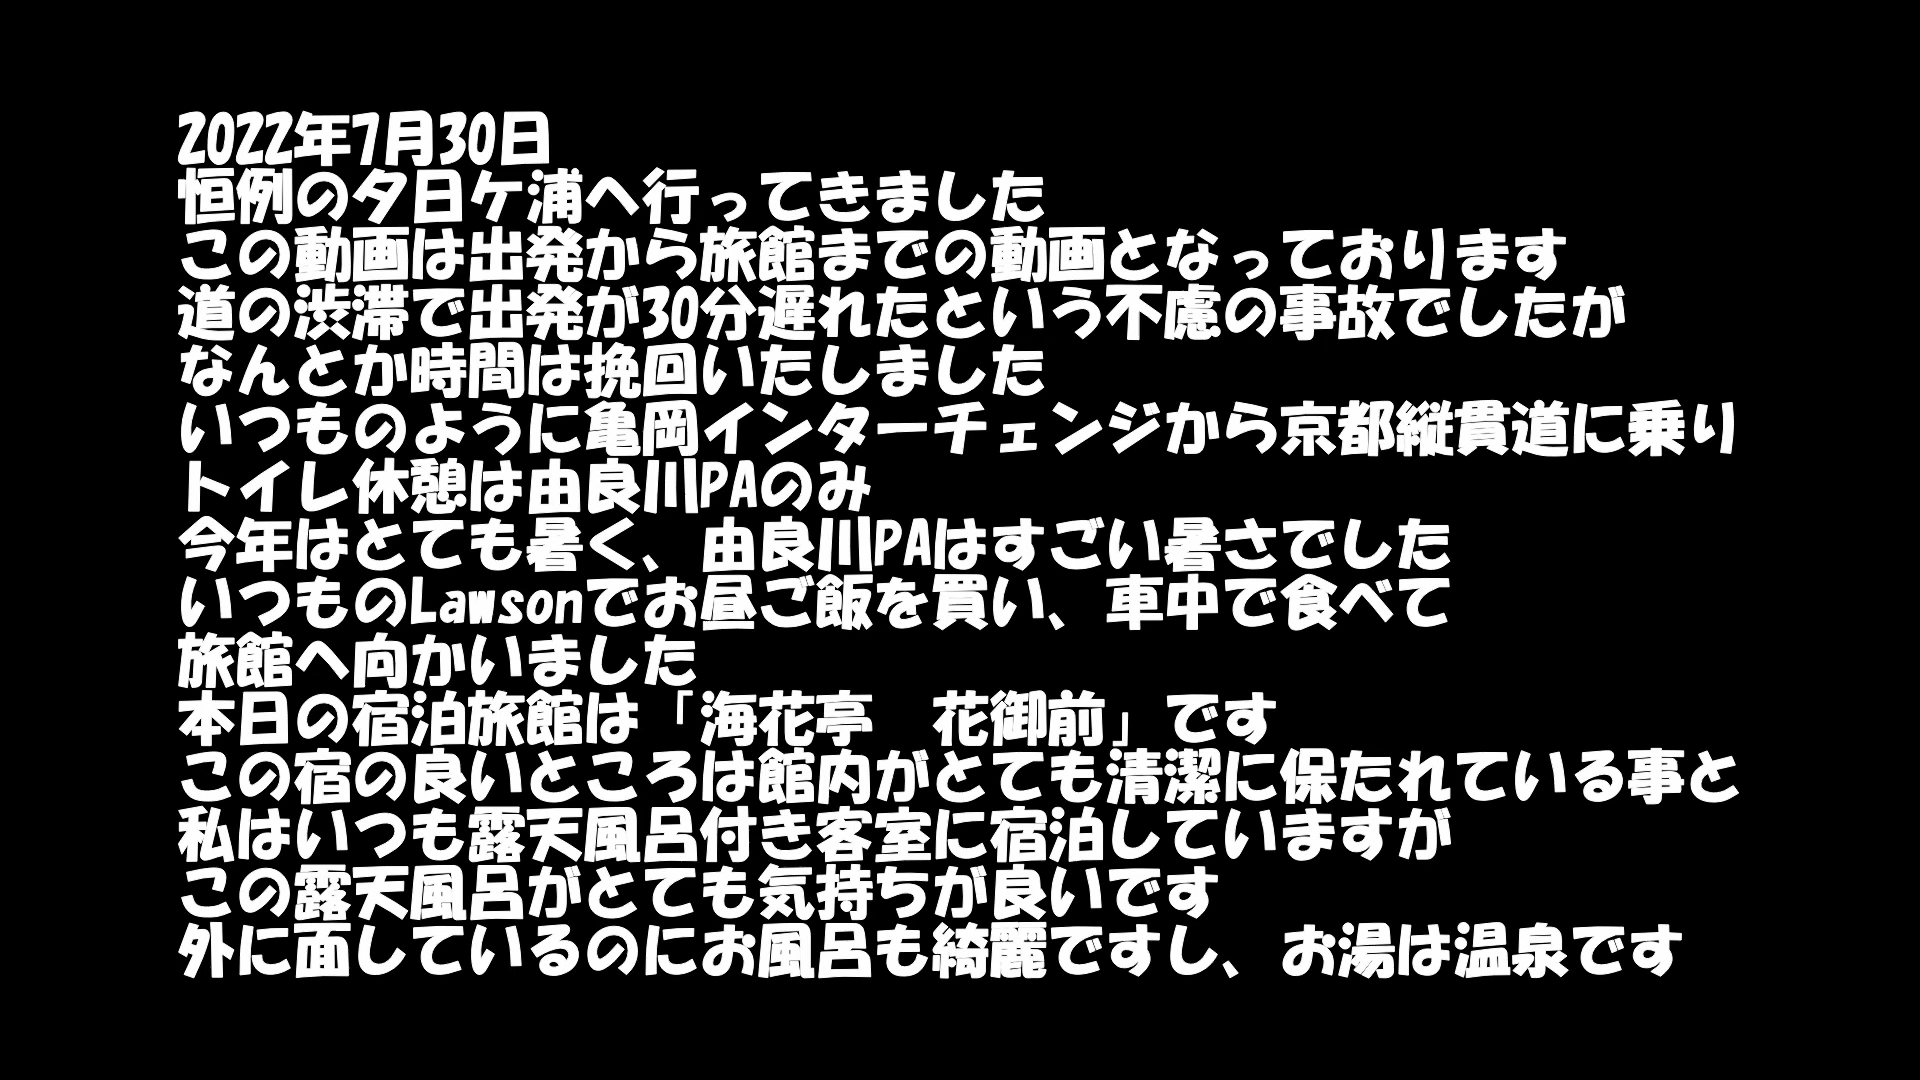 2022年7月30日
恒例の夕日ケ浦へ行ってきました
この動画は出発から旅館までの動画となっております
道の渋滞で出発が30分遅れたという不慮の事故でしたが
なんとか時間は挽回いたしました
いつものように亀岡インターチェンジから京都縦貫道に乗り
トイレ休憩は由良川PAのみ
今年はとても暑く、由良川PAはすごい暑さでした
いつものLawsonでお昼ご飯を買い、車中で食べて
旅館へ向かいました
本日の宿泊旅館は「海花亭　花御前」です
この宿の良いところは館内がとても清潔に保たれている事と
私はいつも露天風呂付き客室に宿泊していますが
この露天風呂がとても気持ちが良いです
外に面しているのにお風呂も綺麗ですし、お湯は温泉です